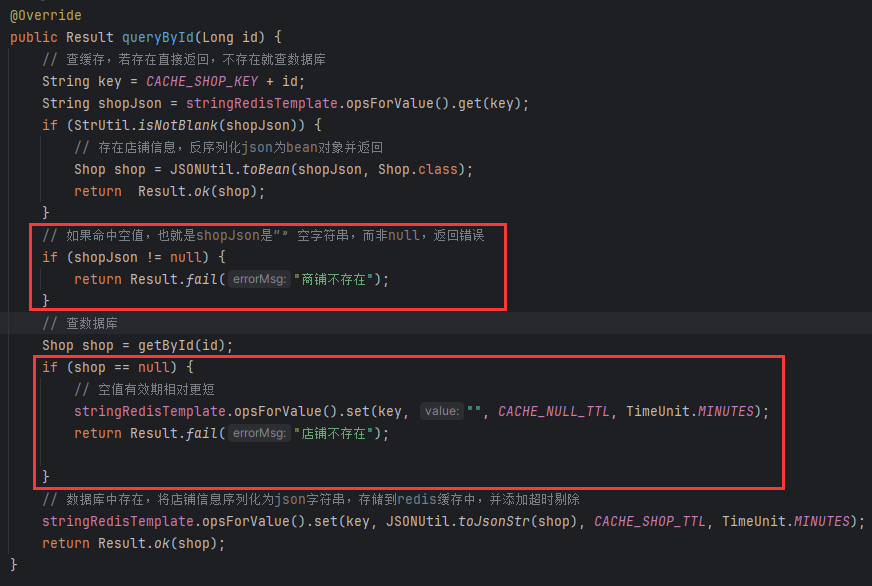 @Override
public Result queryById(Long id) {
// 查缓存，若存在直接返回，不存在就查数据库
String key = CACHE_SHOP_KEY + id;
String shopJson = stringRedisTemplate.opsForValue().get(key);
if (StrUtil.isNotBlank(shopJson)) {
// 存在店铺信息，反序列化json为bean对象并返回
Shop shop = JSONUtil.toBean(shopJson, Shop.class);
return  Result.ok(shop);
}
// 如果命中空值，也就是shopJson是“” 空字符串，而非null，返回错误
if (shopJson != null) {
return Result.fail( errorMsg: "商铺不存在");
}
// 查数据库
Shop shop = getById(id);
if (shop == null) {
// 空值有效期相对更短
stringRedisTemplate.opsForValue().set(key, value: "", CACHE_NULL_TTL, TimeUnit.MINUTES);
return Result.fail( errorMsg: "店铺不存在");
}
// 数据库中存在，将店铺信息序列化为json字符串，存储到redis缓存中，并添加超时剔除
stringRedisTemplate.opsForValue().set(key, JSONUtil.toJsonStr(shop), CACHE_SHOP_TTL, TimeUnit.MINUTES);
return Result.ok(shop);
}